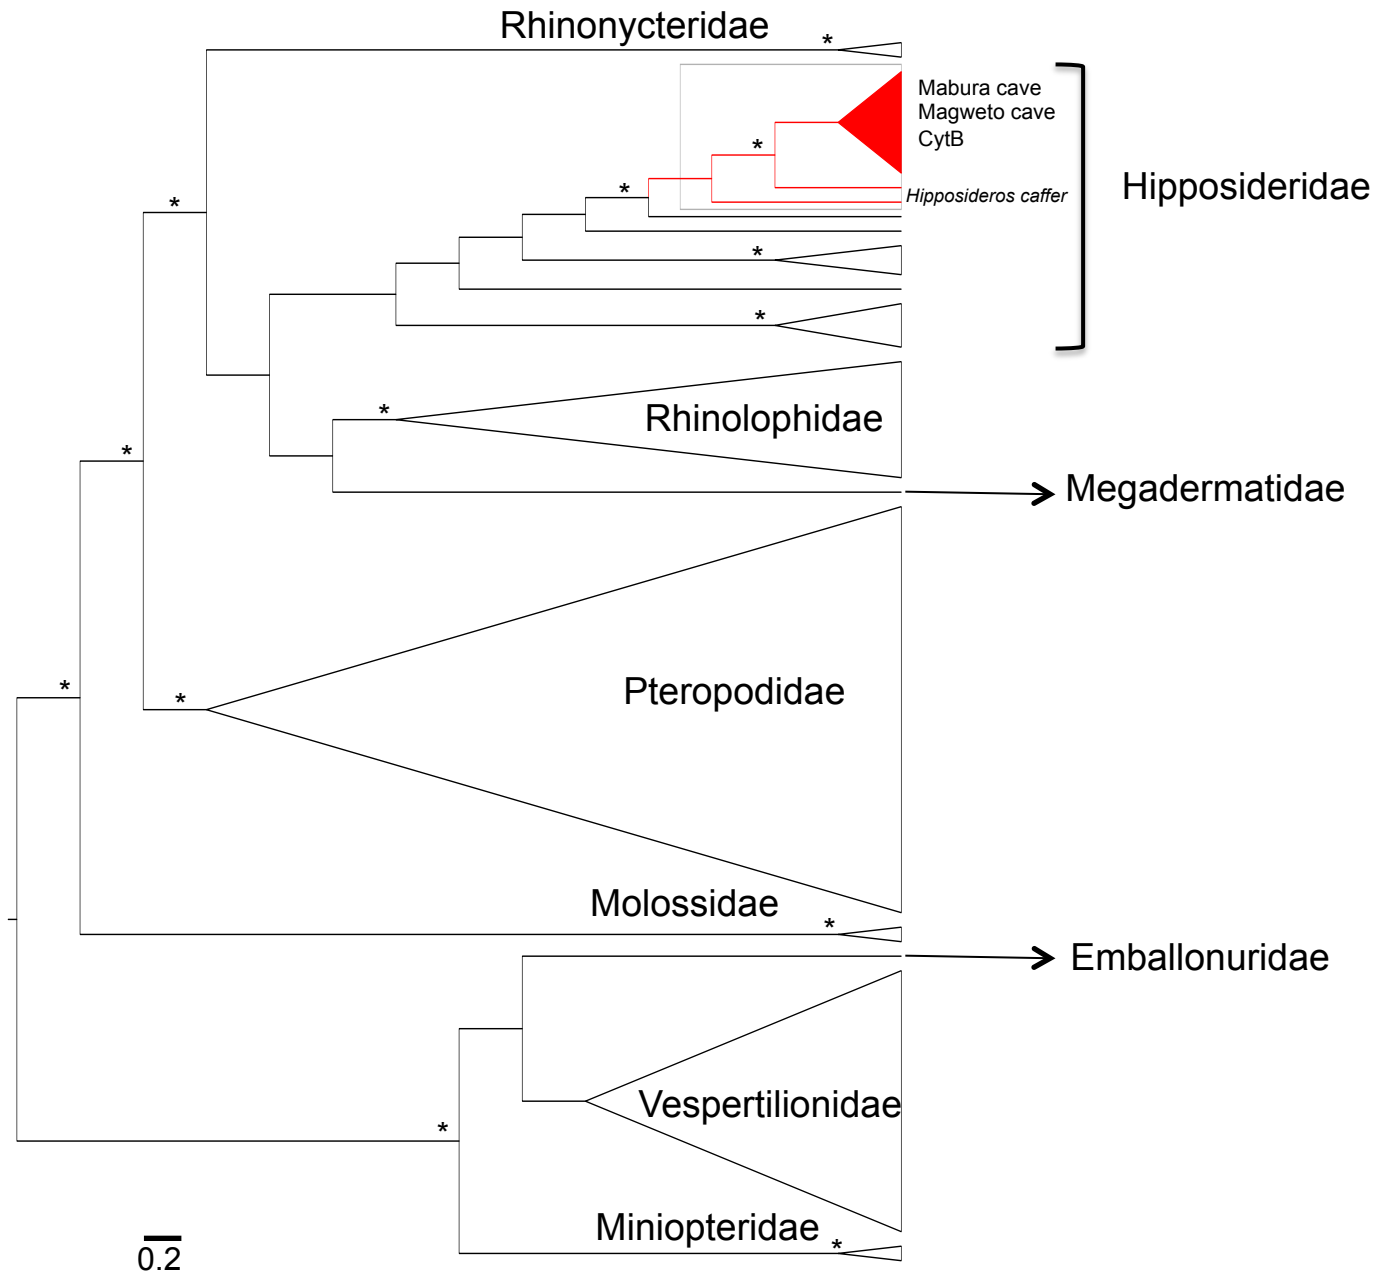 Rhinonycteridae
*
Mabura cave
Magweto cave
CytB
*
*
Hipposideros caffer
Hipposideridae
*
*
*
*
Rhinolophidae
*
Megadermatidae
*
*
Pteropodidae
Molossidae
*
Emballonuridae
Vespertilionidae
*
Miniopteridae
*
0.2